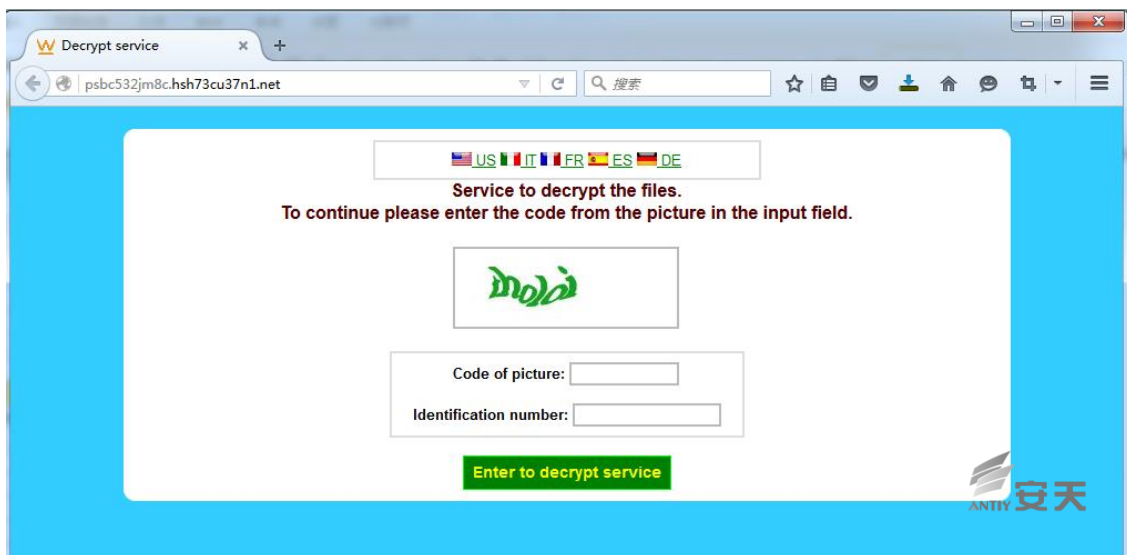 Decrypt service
psbc532jm8c.hsh73cu37n1.net
搜索
US IT FR ES DE
Service to decrypt the files.
To continue please enter the code from the picture in the input field.
Code of picture:
Identification number:
Enter to decrypt service
ANTIY 安天